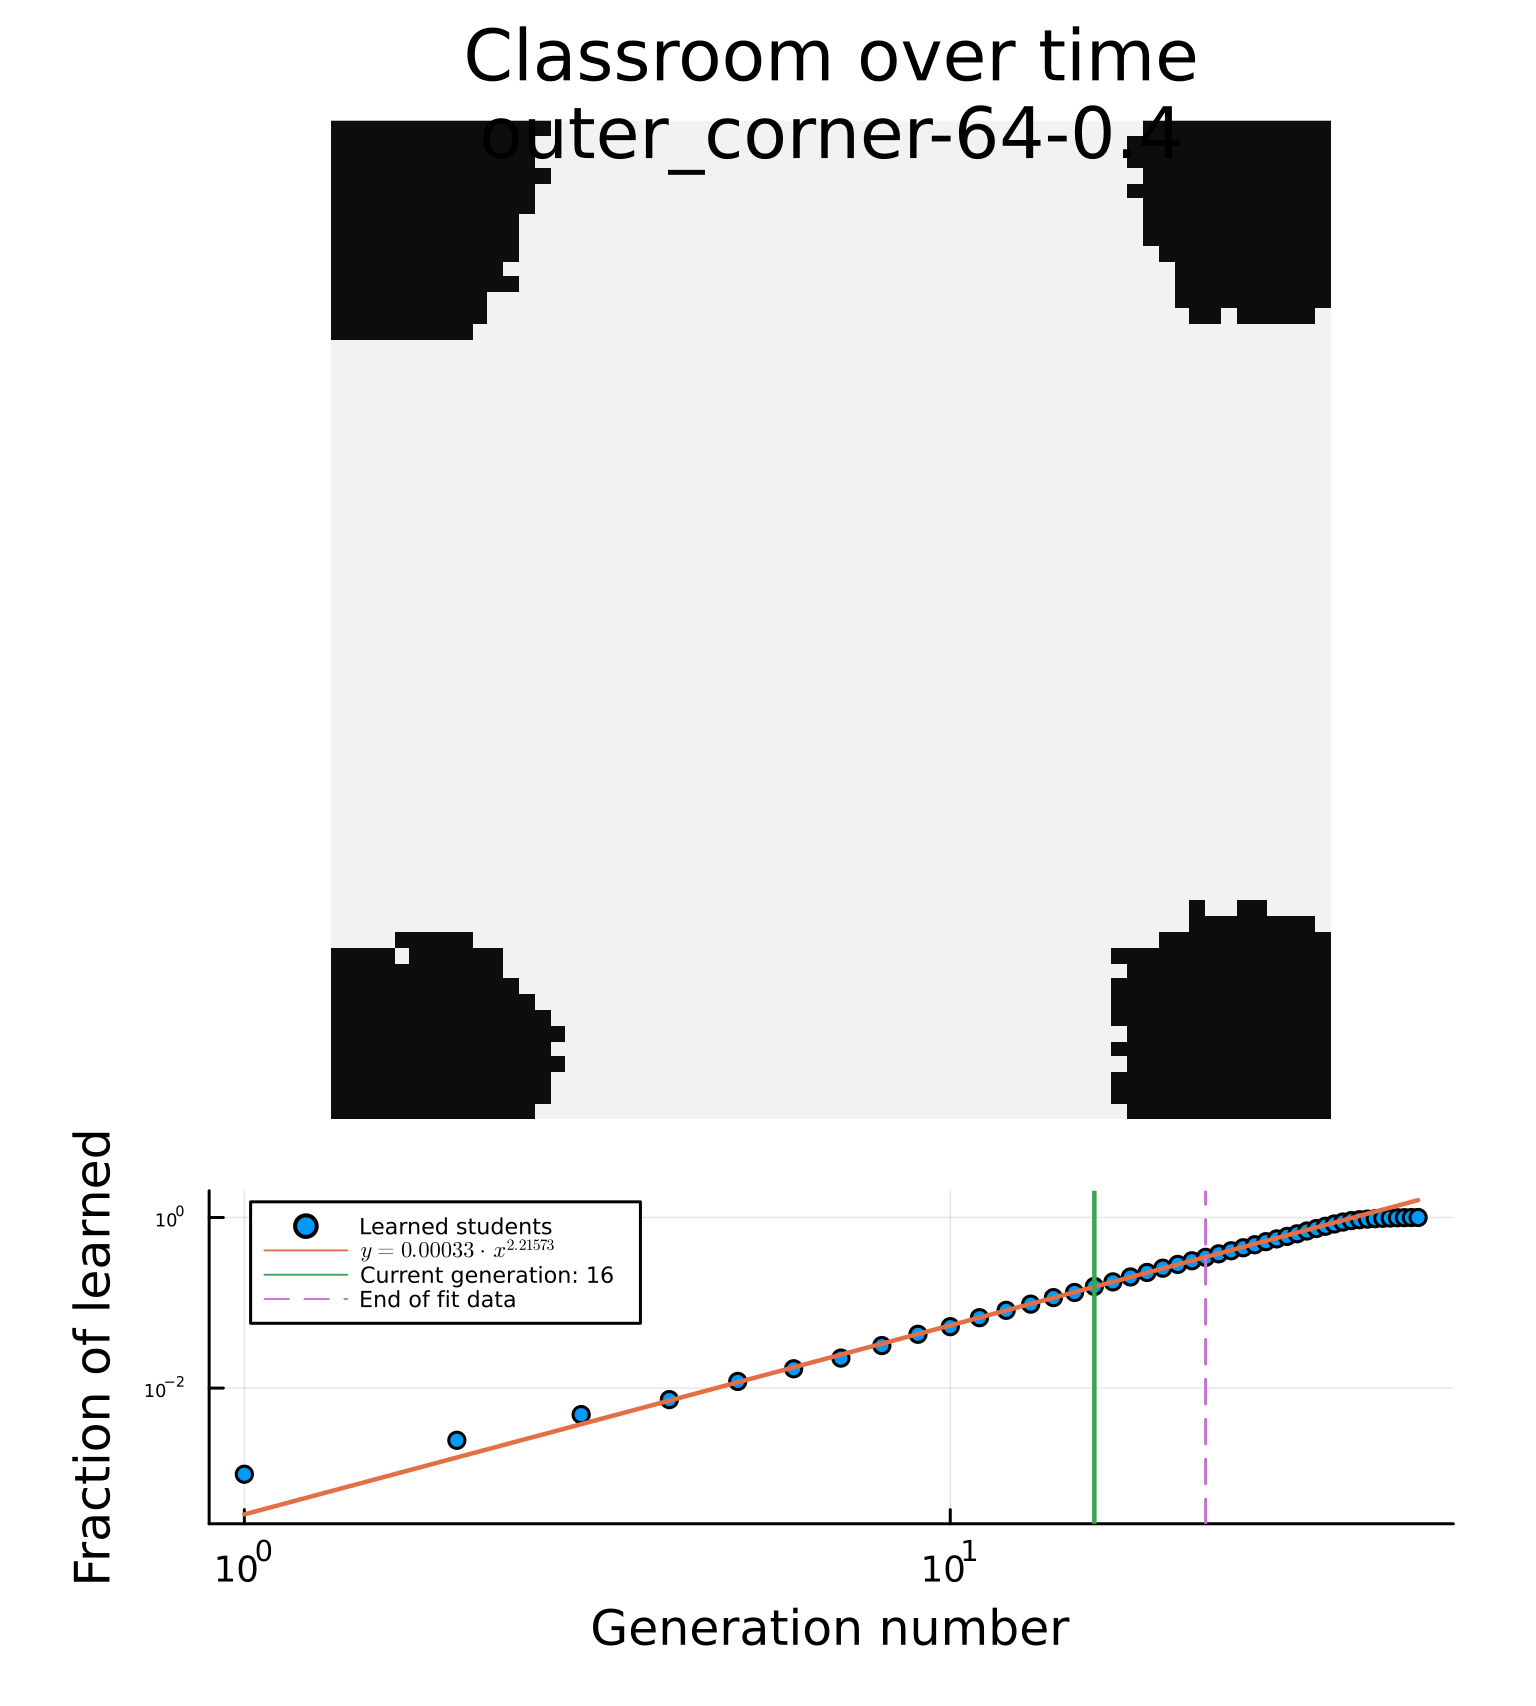 Classroom over time
outer_corner-64-0.4
Fraction of learned
10^0
10^−2
Learned students
y = 0.00033 · x^2.21573
Current generation: 16
End of fit data
10^0
10^1
Generation number